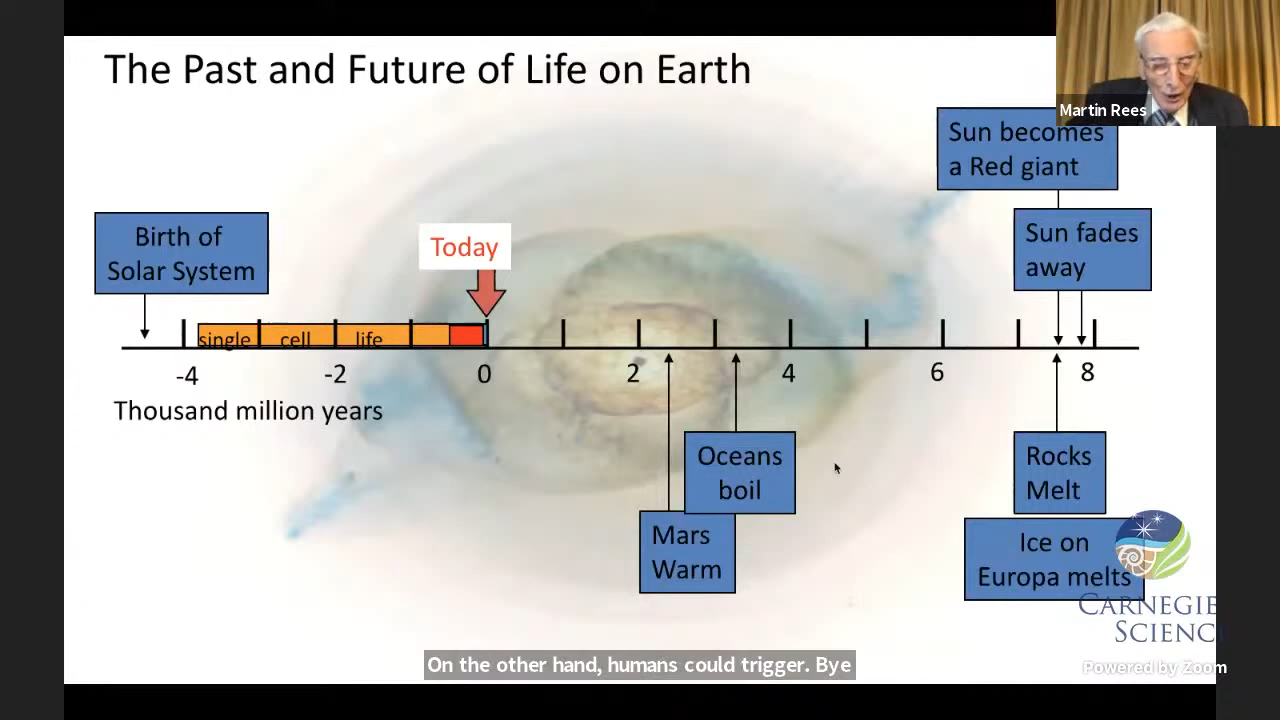 The Past and Future of Life on Earth
Martin Rees
Sun becomes
a Red giant
Birth of
Solar System
Today
Sun fades
away
single cell life
-4 -2 0 2 4 6 8
Thousand million years
Oceans
boil
Rocks
Melt
Mars
Warm
Ice on
Europa melts
CARNEGIE
SCIENC
On the other hand, humans could trigger. Bye
Powered by Zoom